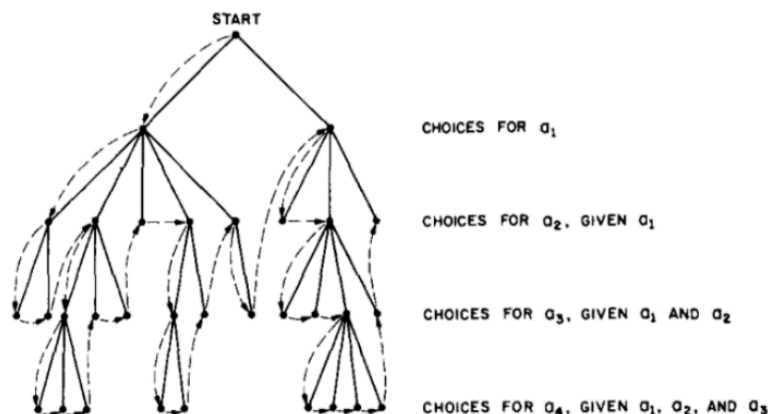 START
CHOICES FOR a₁
CHOICES FOR a₂, GIVEN a₁
CHOICES FOR a₃, GIVEN a₁ AND a₂
CHOICES FOR a₄, GIVEN a₁, a₂, AND a₃